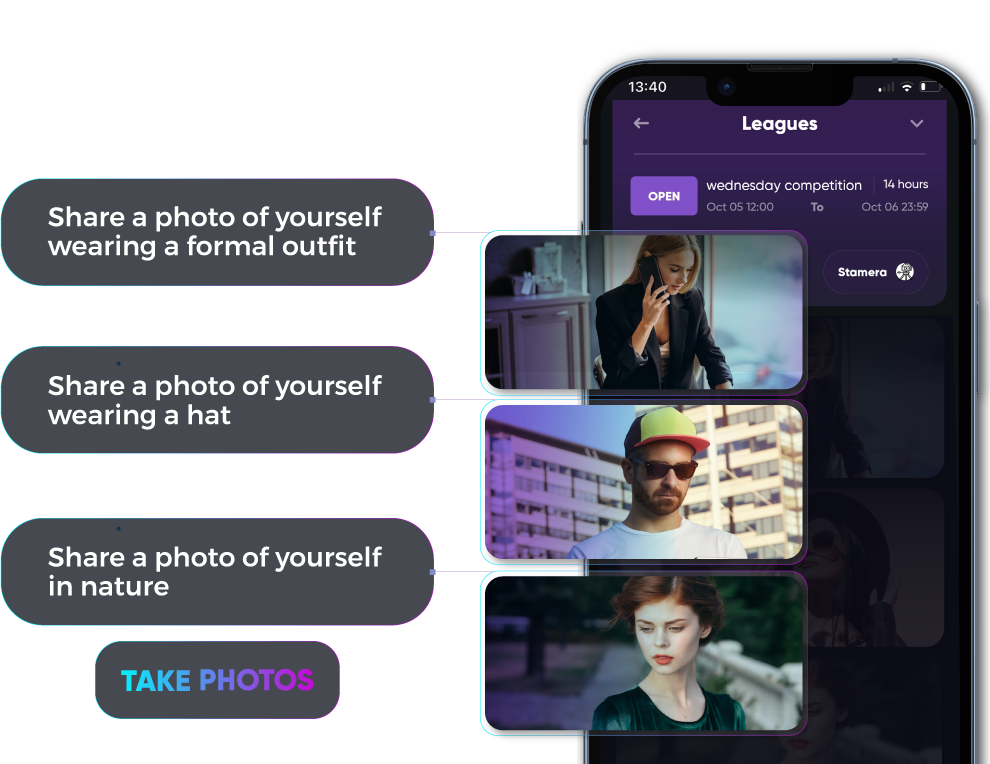 13:40
Leagues
OPEN
wednesday competition
14 hours
Oct 05 12:00 To Oct 06 23:59
Stamera
Share a photo of yourself
wearing a formal outfit
Share a photo of yourself
wearing a hat
Share a photo of yourself
in nature
TAKE PHOTOS